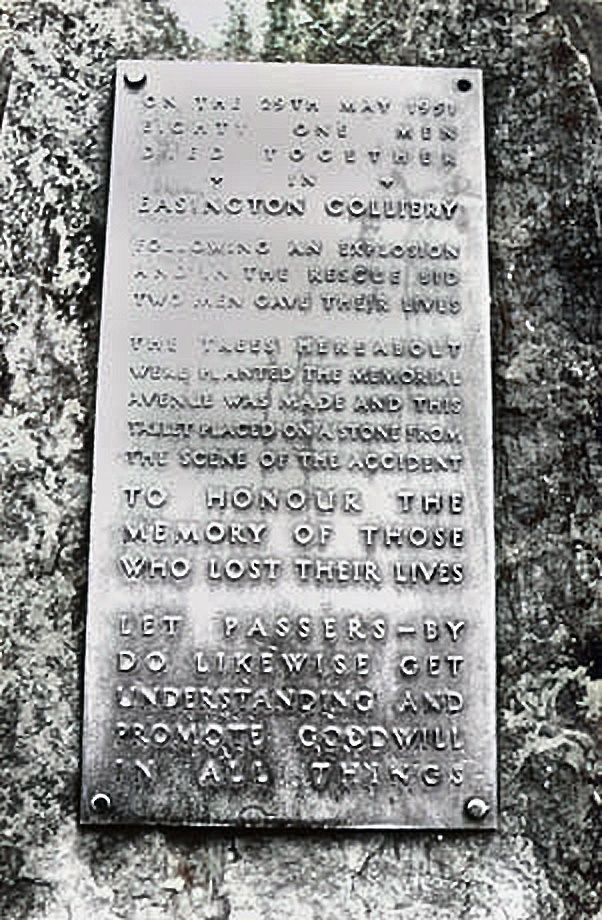 ON THE 29TH MAY 1951
EIGHTY ONE MEN
DIED TOGETHER
IN
EASINGTON COLLIERY
FOLLOWING AN EXPLOSION
AND IN THE RESCUE BID
TWO MEN GAVE THEIR LIVES
THE TREES HEREABOUT
WERE PLANTED THE MEMORIAL
AVENUE WAS MADE AND THIS
TABLET PLACED ON A STONE FROM
THE SCENE OF THE ACCIDENT
TO HONOUR THE
MEMORY OF THOSE
WHO LOST THEIR LIVES
LET PASSERS-BY
DO LIKEWISE GET
UNDERSTANDING AND
PROMOTE GOODWILL
IN ALL THINGS